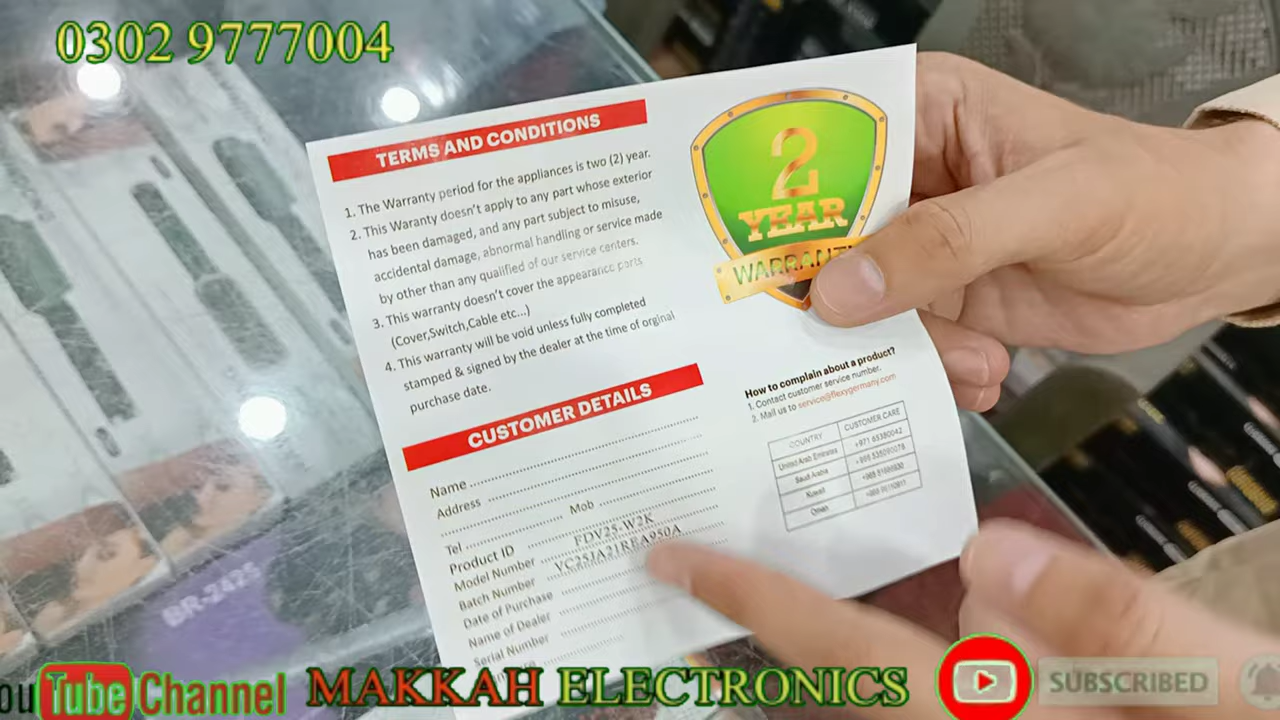 0302 9777004
TERMS AND CONDITIONS
1. The Warranty period for the appliances is two (2) year.
2. This Waranty doesn't apply to any part whose exterior
has been damaged, and any part subject to misuse,
accidental damage, abnormal handling or service made
by other than any qualified of our service centers.
3. This warranty doesn't cover the appearance parts
(Cover,Switch,Cable etc...)
4. This warranty will be void unless fully completed
stamped & signed by the dealer at the time of orginal
purchase date.
2
YEAR
CUSTOMER DETAILS
Name
Address
Tel
Mob
Product ID
Model Number FDV25-W2K
Batch Number VC25JA21REA950A
Date of Purchase
Name of Dealer
Serial Number
How to complain about a product?
1. Contact customer service number.
2. Mail us to service@flexygermany.com
COUNTRY CUSTOMER CARE
United Arab Emirates
Saudi Arabia
Kuwait
Oman
BR-2425
ou Tube Channel
MAKKAH ELECTRONICS
SUBSCRIBED